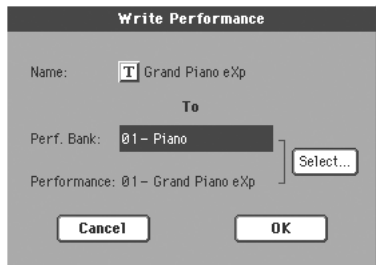 Write Performance
Name: T Grand Piano eXp
To
Perf. Bank: 01- Piano
Select...
Performance: 01- Grand Piano eXp
Cancel OK